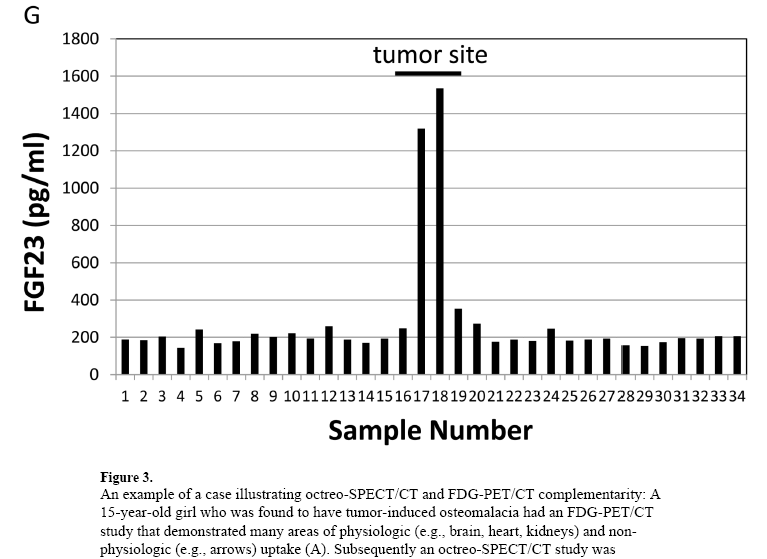 G
1800
tumor site
1600
1400
1200
1000
800
600
400
200
0
FGF23 (pg/ml)
1 2 3 4 5 6 7 8 9 10 11 12 13 14 15 16 17 18 19 20 21 22 23 24 25 26 27 28 29 30 31 32 33 34
Sample Number
Figure 3.
An example of a case illustrating octreo-SPECT/CT and FDG-PET/CT complementarity: A
15-year-old girl who was found to have tumor-induced osteomalacia had an FDG-PET/CT
study that demonstrated many areas of physiologic (e.g., brain, heart, kidneys) and non-
physiologic (e.g., arrows) uptake (A). Subsequently an octreo-SPECT/CT study was